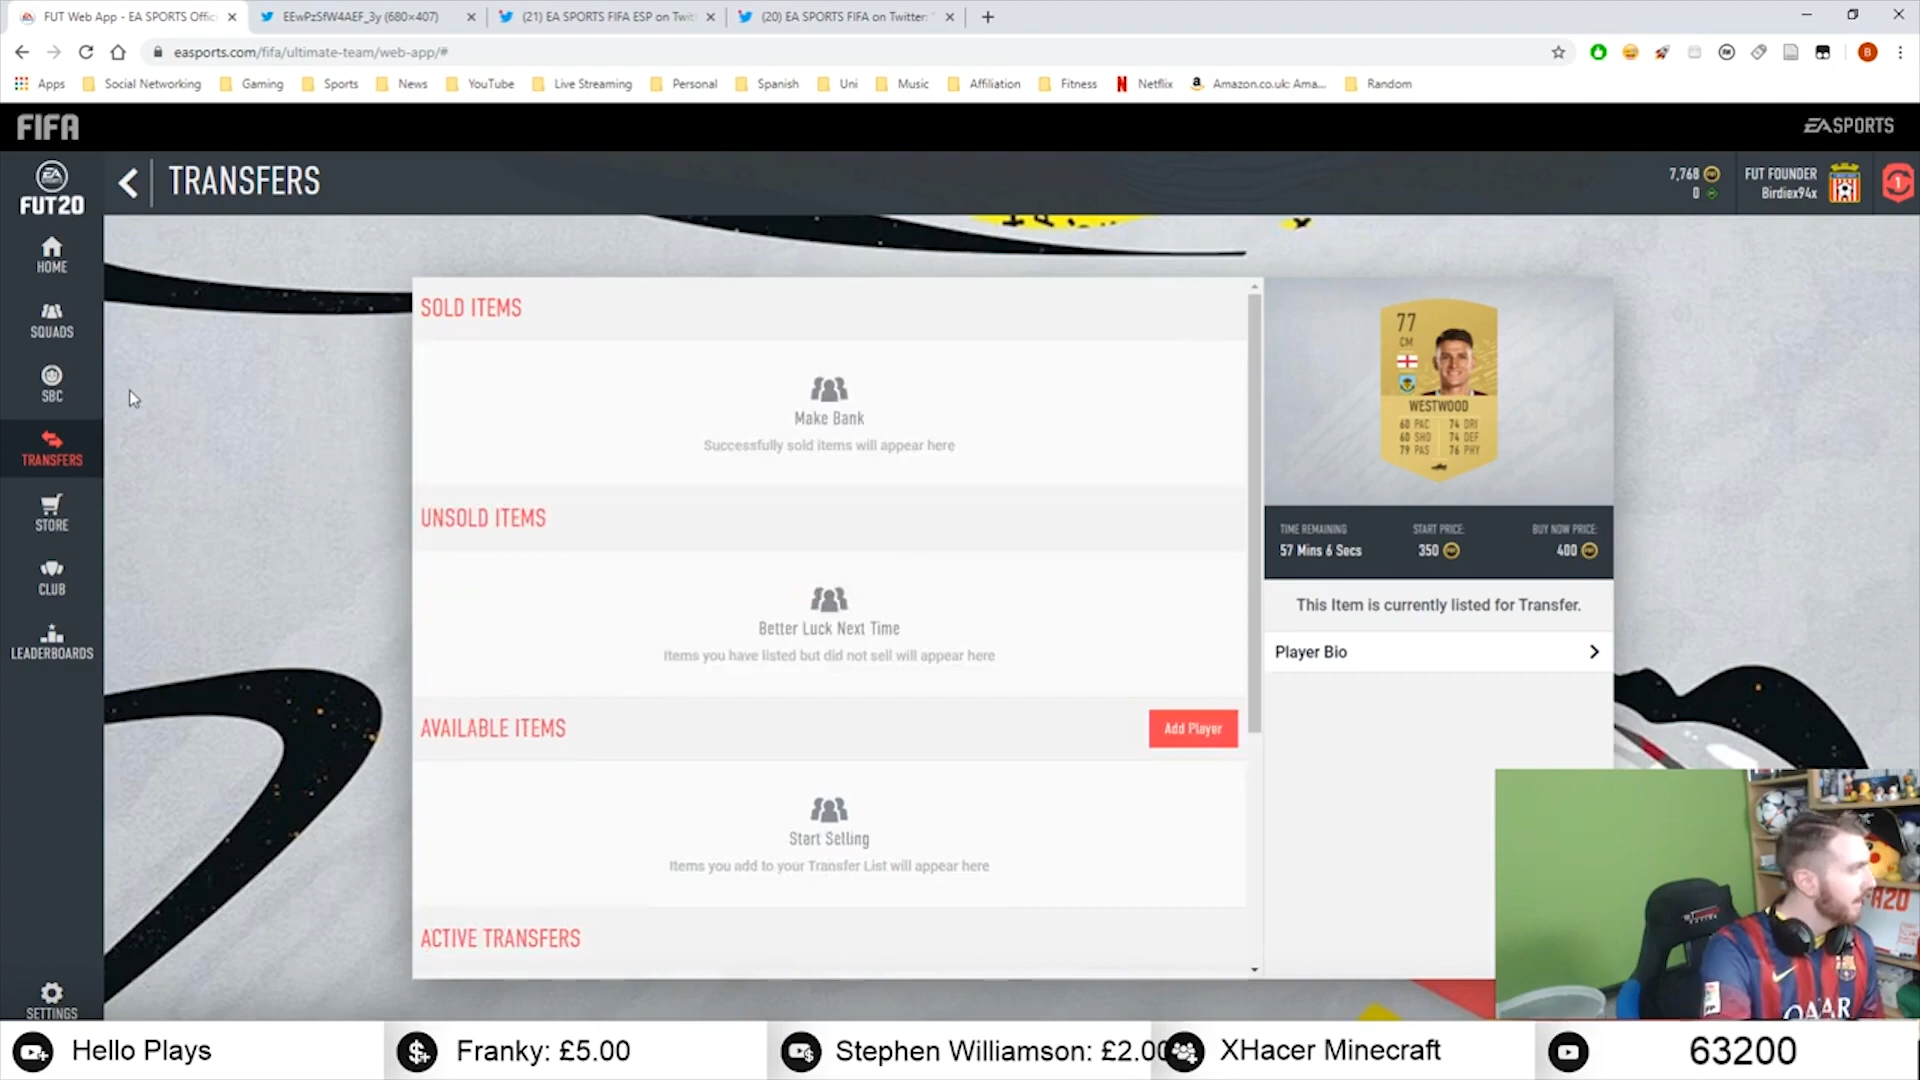 FUT Web App - EA SPORTS Offic
EEwPzSfW4AEF_3y (680×407)
(21) EA SPORTS FIFA ESP on Twit
(20) EA SPORTS FIFA on Twitter: "
easports.com/fifa/ultimate-team/web-app/#
B
Apps
Social Networking
Gaming
Sports
News
YouTube
Live Streaming
Personal
Spanish
Uni
Music
Affiliation
Fitness
Netflix
Amazon.co.uk: Ama...
Random
FIFA
EA SPORTS
FUT20
TRANSFERS
7,768
0
FUT FOUNDER
Birdiex94x
1
HOME
SQUADS
SBC
TRANSFERS
STORE
CLUB
LEADERBOARDS
SETTINGS
SOLD ITEMS
Make Bank
Successfully sold items will appear here
UNSOLD ITEMS
Better Luck Next Time
Items you have listed but did not sell will appear here
AVAILABLE ITEMS
Add Player
Start Selling
Items you add to your Transfer List will appear here
ACTIVE TRANSFERS
77
CM
WESTWOOD
60 PAC 74 DRI
60 SHO 74 DEF
79 PAS 76 PHY
TIME REMAINING
57 Mins 6 Secs
START PRICE:
350
BUY NOW PRICE:
400
This Item is currently listed for Transfer.
Player Bio
Hello Plays
Franky: £5.00
Stephen Williamson: £2.00
XHacer Minecraft
63200